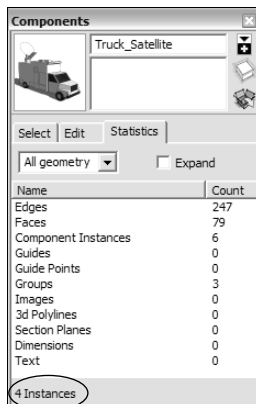 Components
Truck_Satellite
Select Edit Statistics
All geometry Expand
Name Count
Edges 247
Faces 79
Component Instances 6
Guides 0
Guide Points 0
Groups 3
Images 0
3d Polylines 0
Section Planes 0
Dimensions 0
Text 0
4 Instances